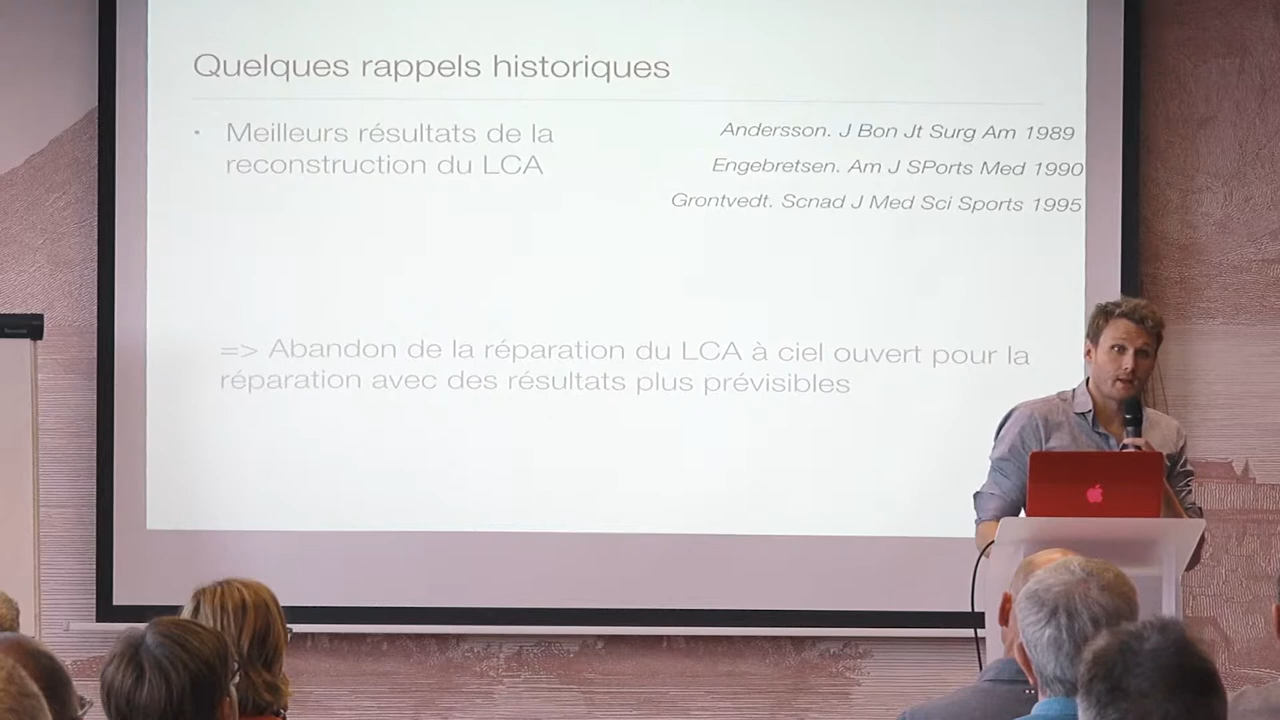 Quelques rappels historiques
• Meilleurs résultats de la
reconstruction du LCA
Andersson. J Bon Jt Surg Am 1989
Engebretsen. Am J SPorts Med 1990
Grontvedt. Scnad J Med Sci Sports 1995
=> Abandon de la réparation du LCA à ciel ouvert pour la
réparation avec des résultats plus prévisibles